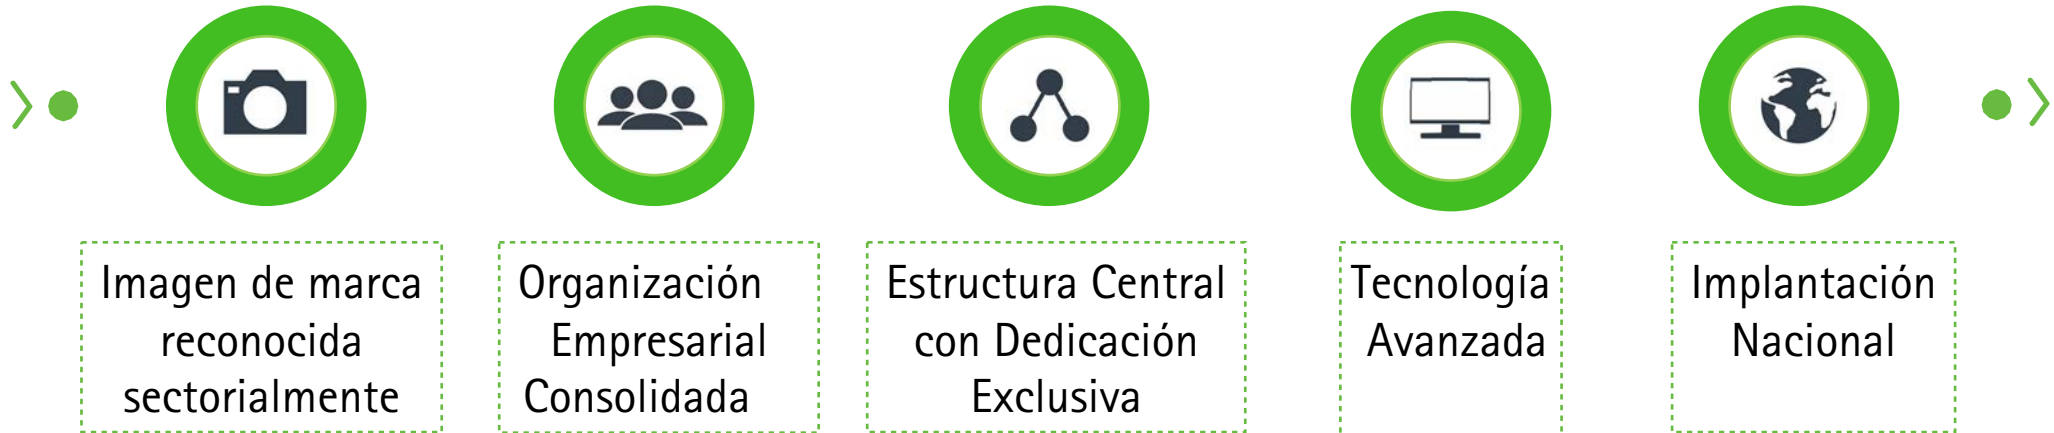 Imagen de marca
reconocida
sectorialmente
Organización
Empresarial
Consolidada
Estructura Central
con Dedicación
Exclusiva
Tecnología
Avanzada
Implantación
Nacional